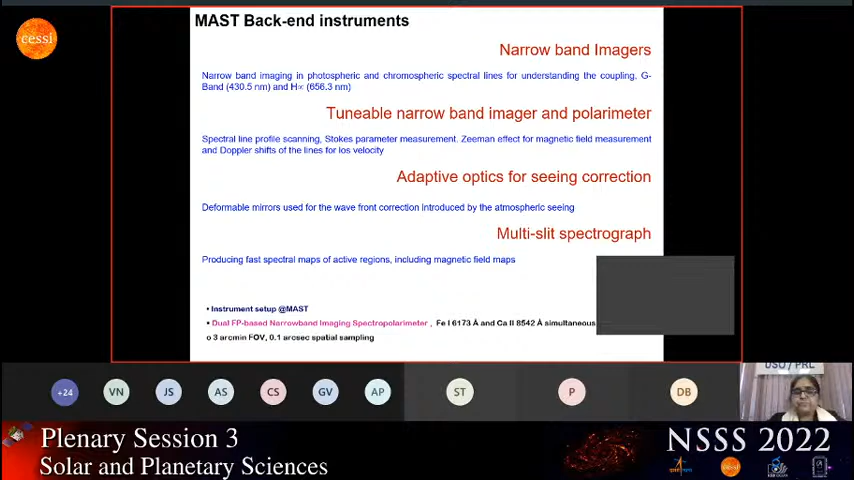 cessi
MAST Back-end instruments
Narrow band Imagers
Narrow band imaging in photospheric and chromospheric spectral lines for understanding the coupling. G-
Band (430.5 nm) and H∝ (656.3 nm)
Tuneable narrow band imager and polarimeter
Spectral line profile scanning, Stokes parameter measurement. Zeeman effect for magnetic field measurement
and Doppler shifts of the lines for los velocity
Adaptive optics for seeing correction
Deformable mirrors used for the wave front correction introduced by the atmospheric seeing
Multi-slit spectrograph
Producing fast spectral maps of active regions, including magnetic field maps
• Instrument setup @MAST
• Dual FP-based Narrowband Imaging Spectropolarimeter , Fe I 6173 Å and Ca II 8542 Å simultaneous
o 3 arcmin FOV, 0.1 arcsec spatial sampling
+24 VN JS AS CS GV AP ST P DB
USO / PRL
Plenary Session 3
Solar and Planetary Sciences
NSSS 2022
cessi